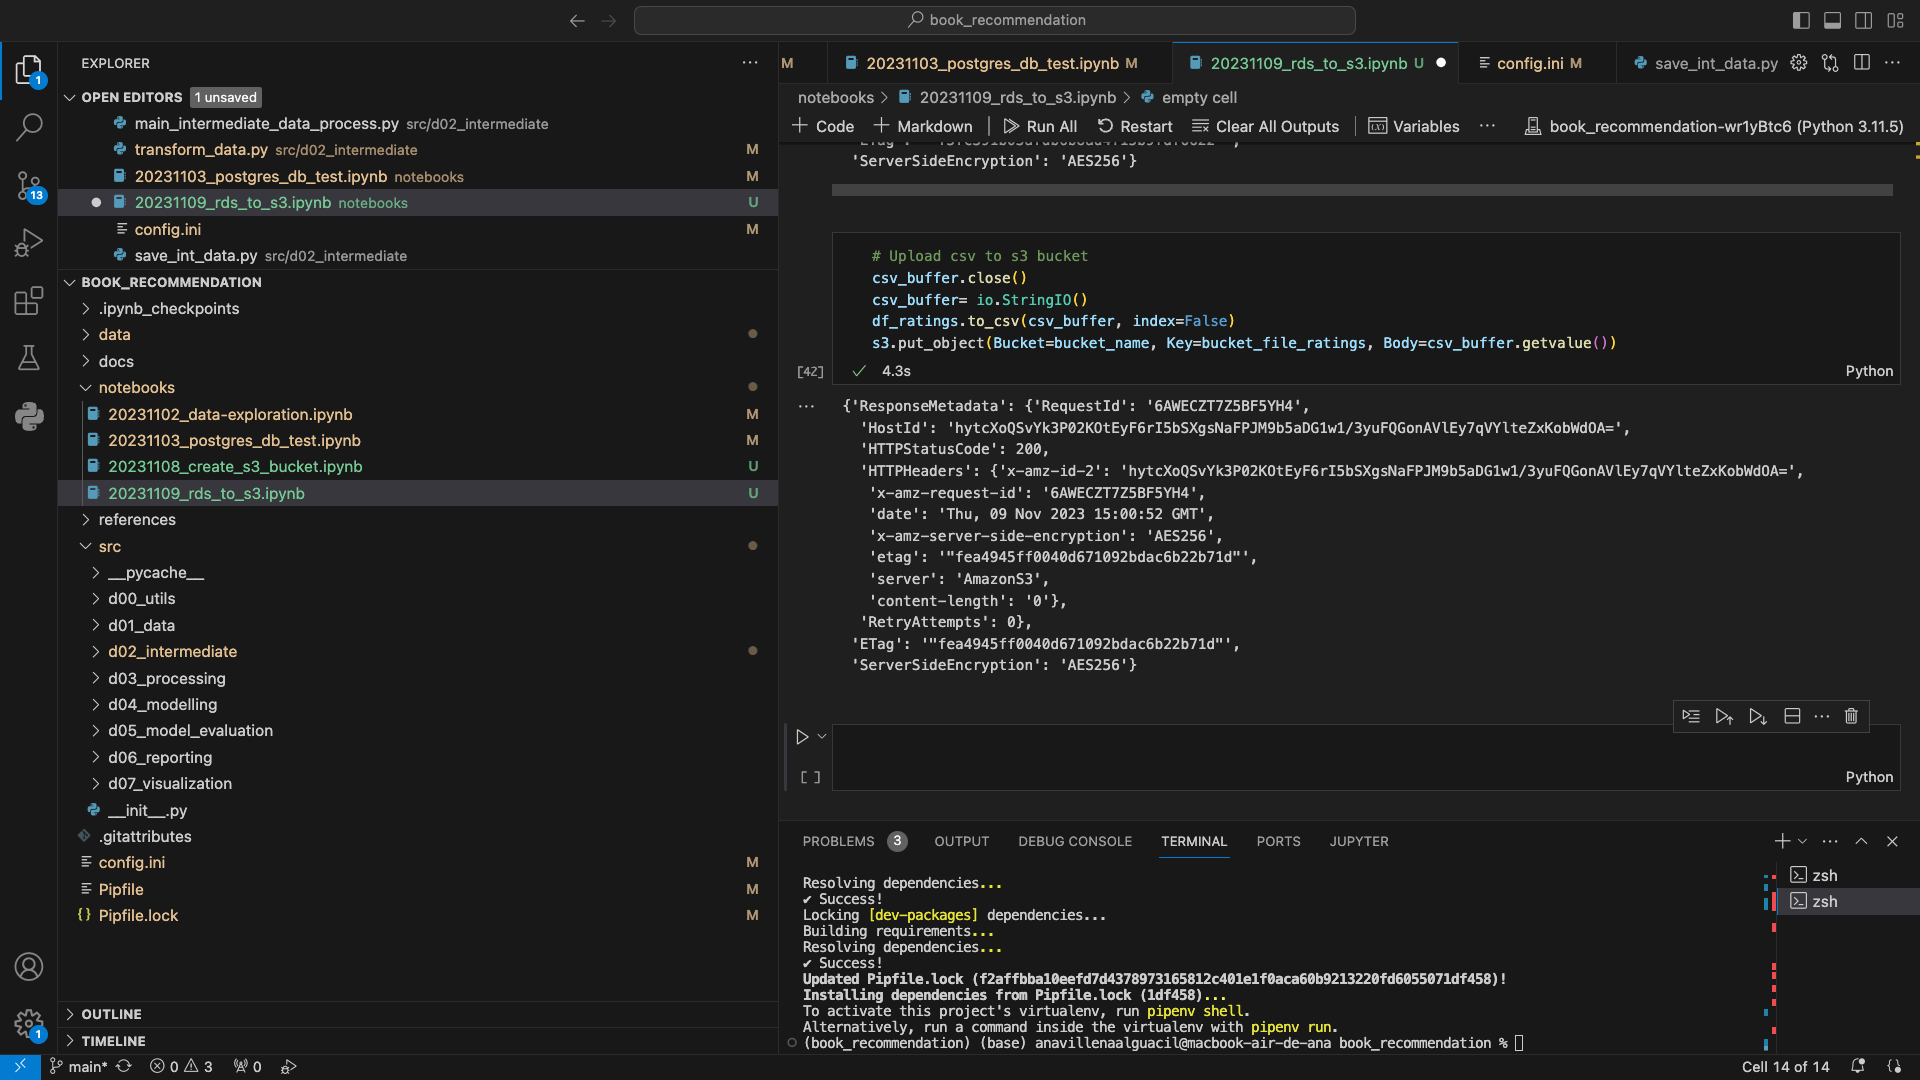 book_recommendation
EXPLORER
OPEN EDITORS 1 unsaved
main_intermediate_data_process.py src/d02_intermediate
transform_data.py src/d02_intermediate M
20231103_postgres_db_test.ipynb notebooks M
20231109_rds_to_s3.ipynb notebooks U
config.ini M
save_int_data.py src/d02_intermediate
BOOK_RECOMMENDATION
.ipynb_checkpoints
data
docs
notebooks
20231102_data-exploration.ipynb M
20231103_postgres_db_test.ipynb M
20231108_create_s3_bucket.ipynb U
20231109_rds_to_s3.ipynb U
references
src
__pycache__
d00_utils
d01_data
d02_intermediate
d03_processing
d04_modelling
d05_model_evaluation
d06_reporting
d07_visualization
__init__.py
.gitattributes
config.ini M
Pipfile M
{} Pipfile.lock M
OUTLINE
TIMELINE
1
13
1
M 20231103_postgres_db_test.ipynb M 20231109_rds_to_s3.ipynb U config.ini M save_int_data.py
notebooks > 20231109_rds_to_s3.ipynb > empty cell
+ Code + Markdown | Run All Restart Clear All Outputs | Variables ... book_recommendation-wr1yBtc6 (Python 3.11.5)
'ServerSideEncryption': 'AES256'}
# Upload csv to s3 bucket
csv_buffer.close()
csv_buffer= io.StringIO()
df_ratings.to_csv(csv_buffer, index=False)
s3.put_object(Bucket=bucket_name, Key=bucket_file_ratings, Body=csv_buffer.getvalue())
[42] ✓ 4.3s Python
... {'ResponseMetadata': {'RequestId': '6AWECZT7Z5BF5YH4',
'HostId': 'hytcXoQSvYk3P02KOtEyF6rI5bSXgsNaFPJM9b5aDG1w1/3yuFQGonAVlEy7qVYlteZxKobWdOA=',
'HTTPStatusCode': 200,
'HTTPHeaders': {'x-amz-id-2': 'hytcXoQSvYk3P02KOtEyF6rI5bSXgsNaFPJM9b5aDG1w1/3yuFQGonAVlEy7qVYlteZxKobWdOA=',
'x-amz-request-id': '6AWECZT7Z5BF5YH4',
'date': 'Thu, 09 Nov 2023 15:00:52 GMT',
'x-amz-server-side-encryption': 'AES256',
'etag': '"fea4945ff0040d671092bdac6b22b71d"',
'server': 'AmazonS3',
'content-length': '0'},
'RetryAttempts': 0},
'ETag': '"fea4945ff0040d671092bdac6b22b71d"',
'ServerSideEncryption': 'AES256'}
[ ] Python
PROBLEMS 3 OUTPUT DEBUG CONSOLE TERMINAL PORTS JUPYTER
Resolving dependencies...
✔ Success!
Locking [dev-packages] dependencies...
Building requirements...
Resolving dependencies...
✔ Success!
Updated Pipfile.lock (f2affbba10eefd7d4378973165812c401e1f0aca60b9213220fd6055071df458)!
Installing dependencies from Pipfile.lock (1df458)...
To activate this project's virtualenv, run pipenv shell.
Alternatively, run a command inside the virtualenv with pipenv run.
(book_recommendation) (base) anavillenaalguacil@macbook-air-de-ana book_recommendation %
zsh
zsh
main* 0 3 0 Cell 14 of 14